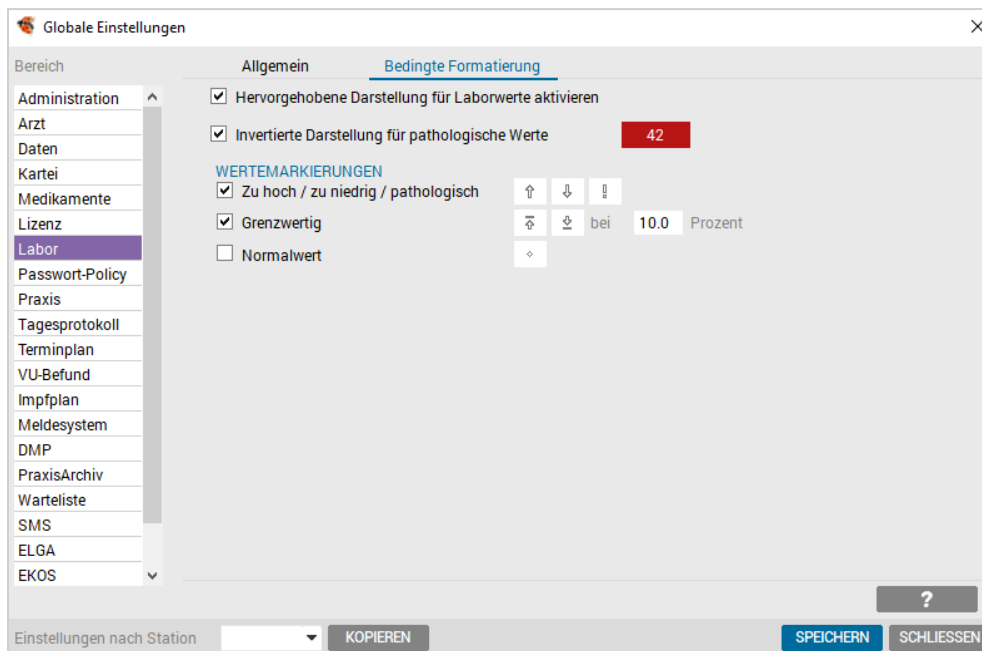 Globale Einstellungen
Bereich
Administration
Arzt
Daten
Kartei
Medikamente
Lizenz
Labor
Passwort-Policy
Praxis
Tagesprotokoll
Terminplan
VU-Befund
Impfplan
Meldesystem
DMP
PraxisArchiv
Warteliste
SMS
ELGA
EKOS
Allgemein Bedingte Formatierung
Hervorgehobene Darstellung für Laborwerte aktivieren
Invertierte Darstellung für pathologische Werte 42
WERTEMARKIERUNGEN
Zu hoch / zu niedrig / pathologisch
Grenzwertig bei 10.0 Prozent
Normalwert
?
Einstellungen nach Station KOPIEREN SPEICHERN SCHLIESSEN